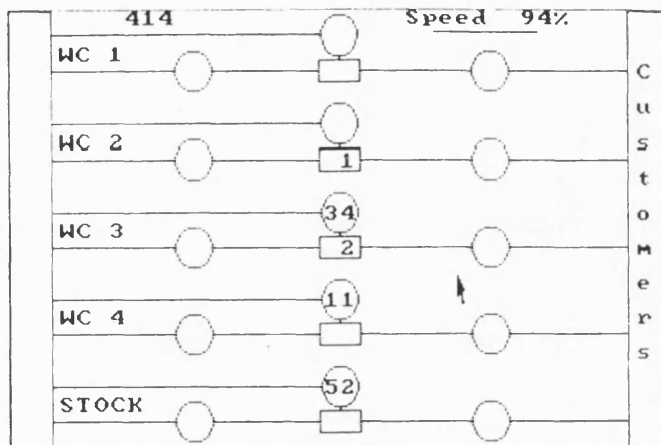 414 Speed 94%
WC 1
WC 2
1
34
WC 3
2
11
WC 4
52
STOCK
Customers